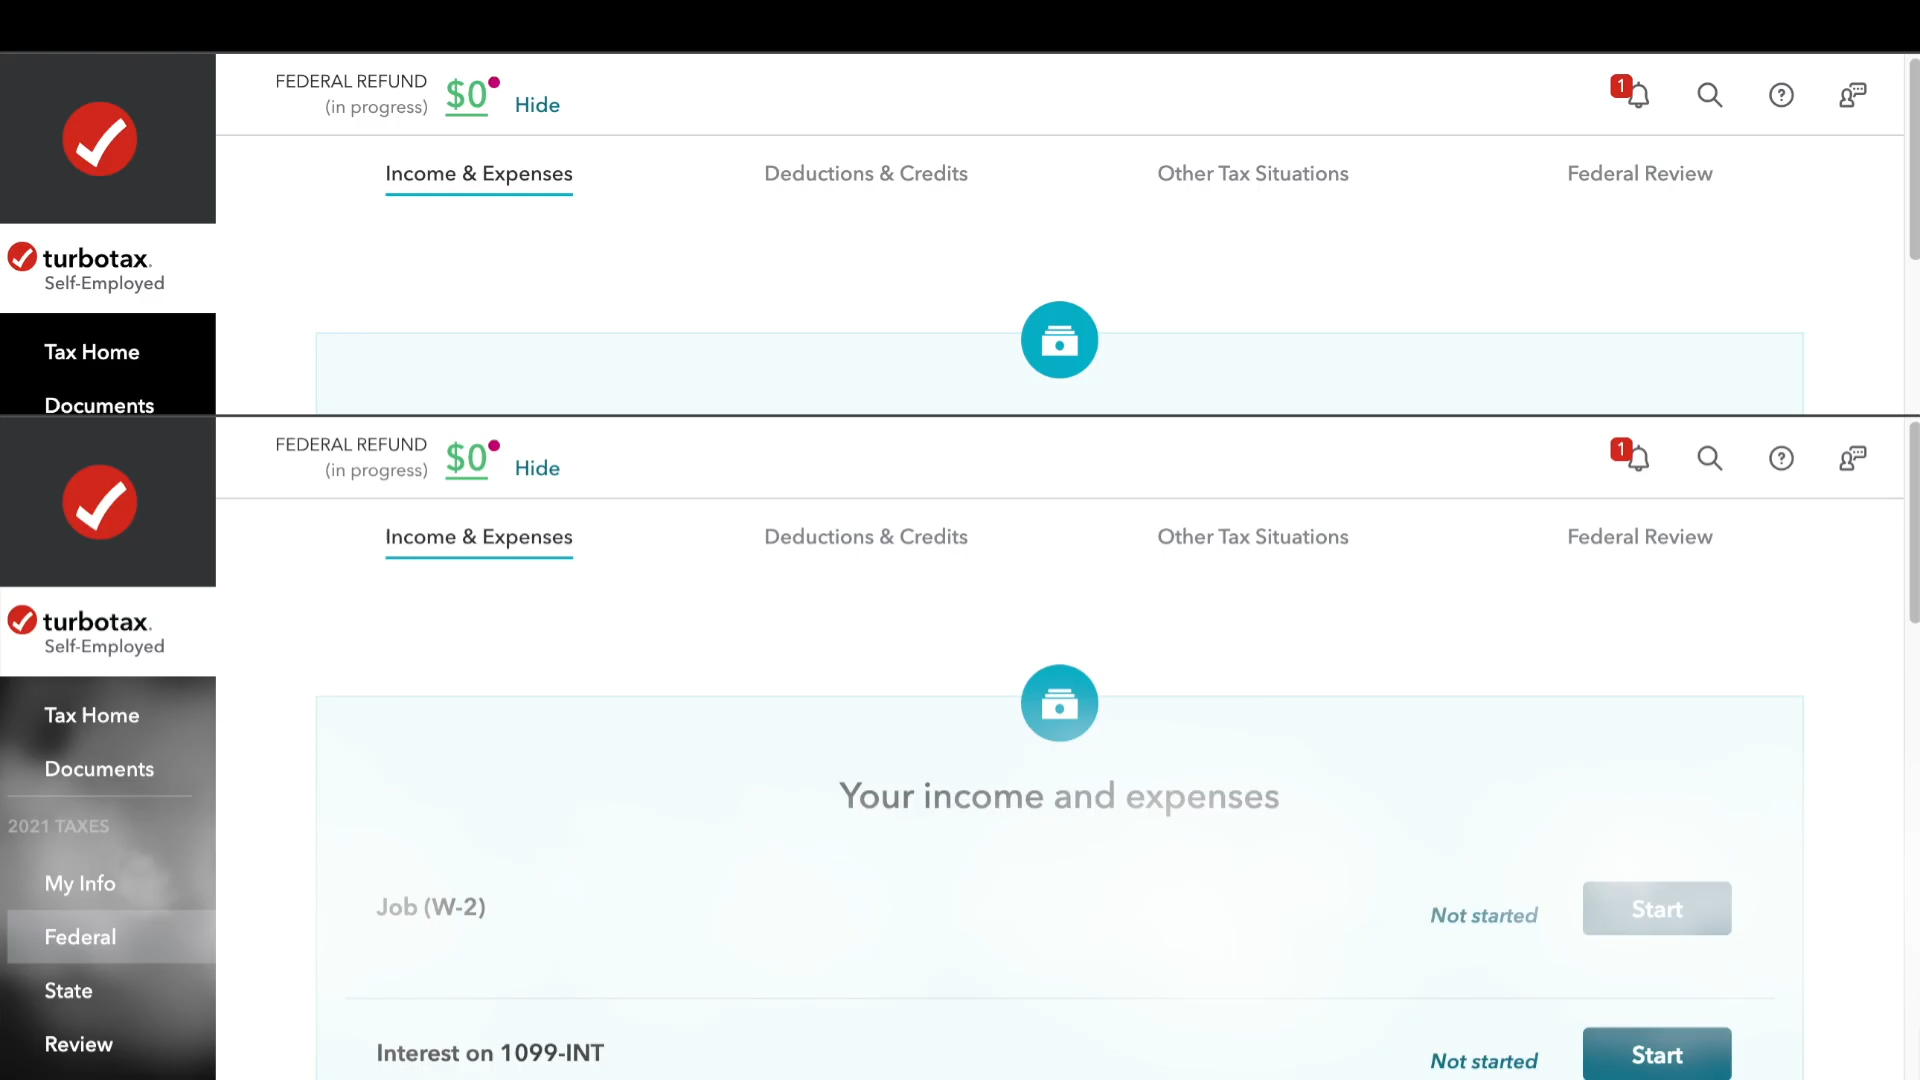 FEDERAL REFUND
(in progress)
$0
Hide
1
Income & Expenses
Deductions & Credits
Other Tax Situations
Federal Review
turbotax.
Self-Employed
Tax Home
Documents
FEDERAL REFUND
(in progress)
$0
Hide
1
Income & Expenses
Deductions & Credits
Other Tax Situations
Federal Review
turbotax.
Self-Employed
Tax Home
Documents
2021 TAXES
My Info
Federal
State
Review
Your income and expenses
Job (W-2)
Not started
Start
Interest on 1099-INT
Not started
Start